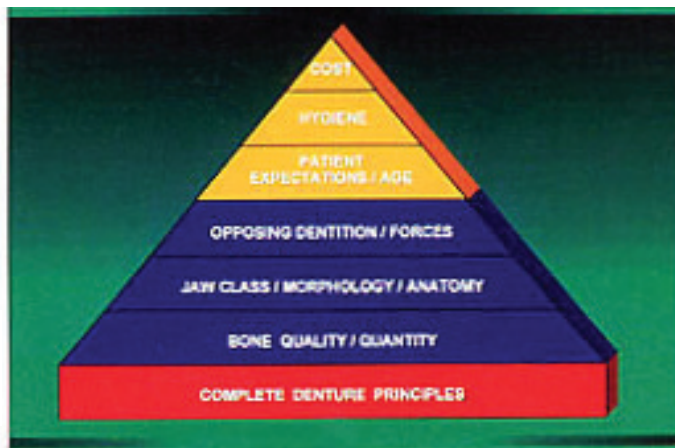 COST
HYGIENE
PATIENT
EXPECTATIONS / AGE
OPPOSING DENTITION / FORCES
JAW CLASS / MORPHOLOGY / ANATOMY
BONE QUALITY / QUANTITY
COMPLETE DENTURE PRINCIPLES